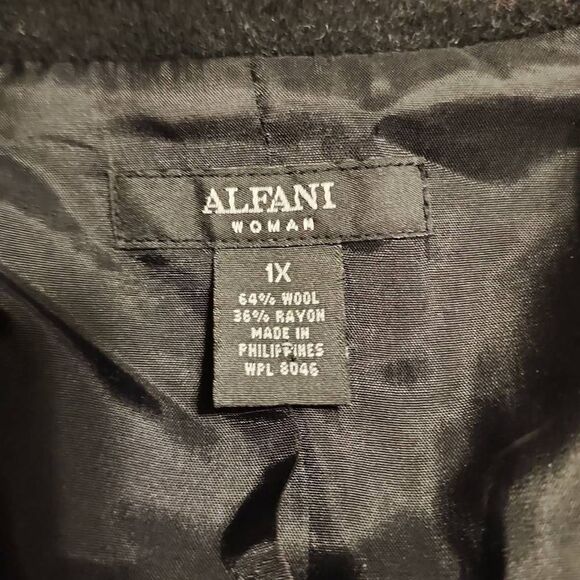 ALFANI
WOMAN
1X
64% WOOL
36% RAYON
MADE IN
PHILIPPINES
WPL 8046